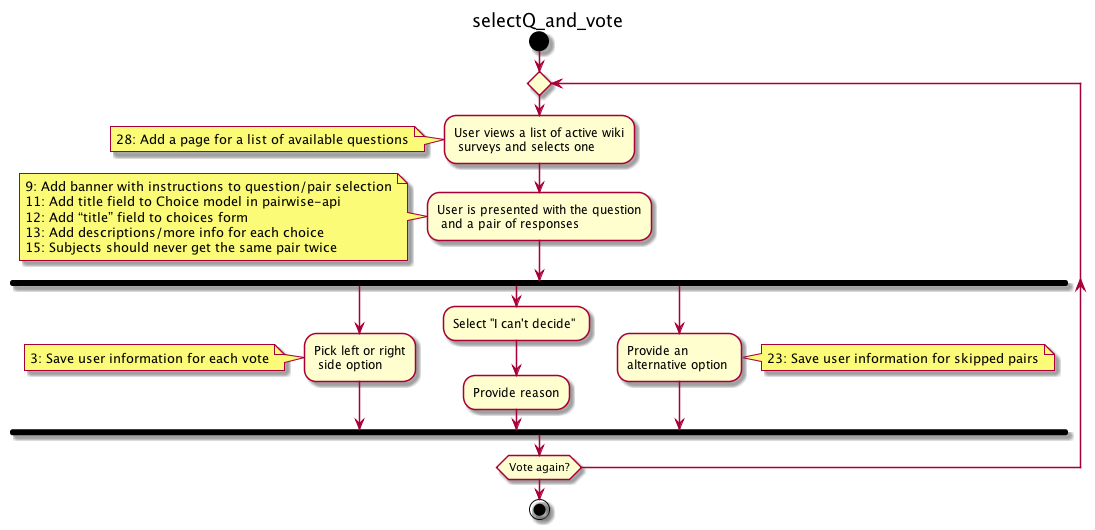 selectQ_and_vote
28: Add a page for a list of available questions
User views a list of active wiki
surveys and selects one
9: Add banner with instructions to question/pair selection
11: Add title field to Choice model in pairwise-api
12: Add “title” field to choices form
13: Add descriptions/more info for each choice
15: Subjects should never get the same pair twice
User is presented with the question
and a pair of responses
Select "I can't decide"
3: Save user information for each vote
Pick left or right
side option
Provide an
alternative option
23: Save user information for skipped pairs
Provide reason
Vote again?